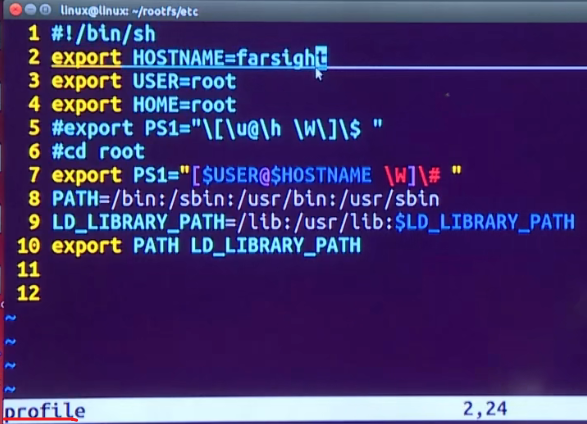 linux@linux: ~/rootfs/etc
1 #!/bin/sh
2 export HOSTNAME=farsight
3 export USER=root
4 export HOME=root
5 #export PS1="\[\u@\h \W\]\$ "
6 #cd root
7 export PS1="[$USER@$HOSTNAME \W]\# "
8 PATH=/bin:/sbin:/usr/bin:/usr/sbin
9 LD_LIBRARY_PATH=/lib:/usr/lib:$LD_LIBRARY_PATH
10 export PATH LD_LIBRARY_PATH
11
12
~
~
~
~
profile 2,24